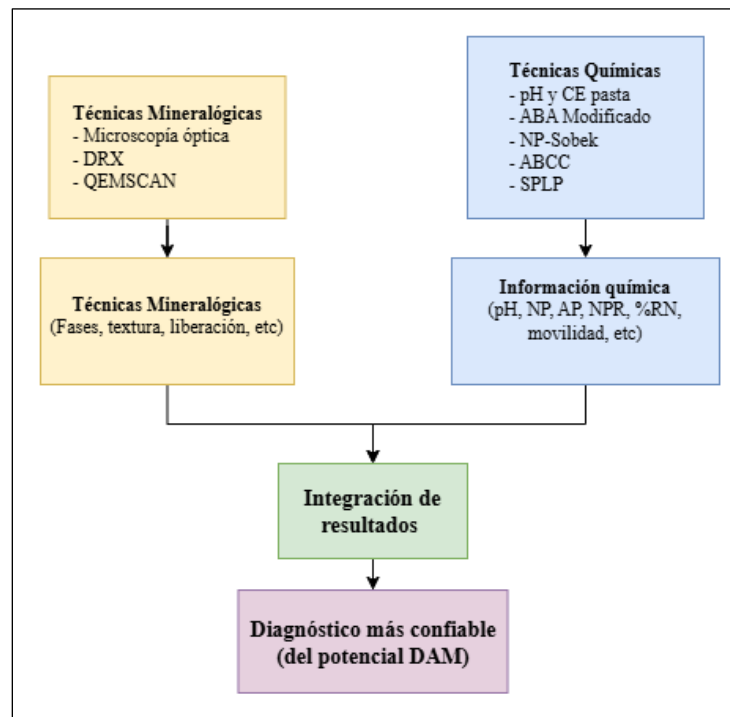 Técnicas Mineralógicas
- Microscopía óptica
- DRX
- QEMSCAN
Técnicas Químicas
- pH y CE pasta
- ABA Modificado
- NP-Sobek
- ABCC
- SPLP
Técnicas Mineralógicas
(Fases, textura, liberación, etc)
Información química
(pH, NP, AP, NPR, %RN,
movilidad, etc)
Integración de
resultados
Diagnóstico más confiable
(del potencial DAM)